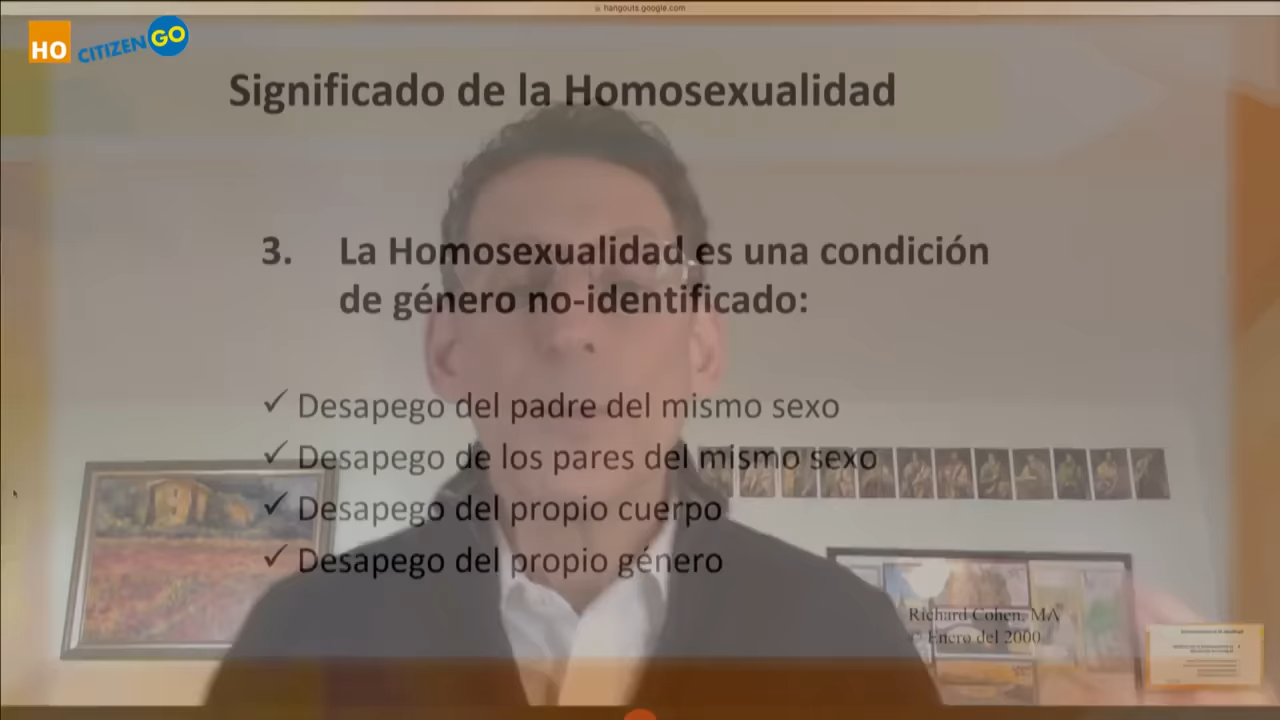 hangouts.google.com
HO CITIZENGO
Significado de la Homosexualidad
3. La Homosexualidad es una condición
de género no-identificado:
✓ Desapego del padre del mismo sexo
✓ Desapego de los pares del mismo sexo
✓ Desapego del propio cuerpo
✓ Desapego del propio género
Richard Cohen, MA
© Enero del 2000